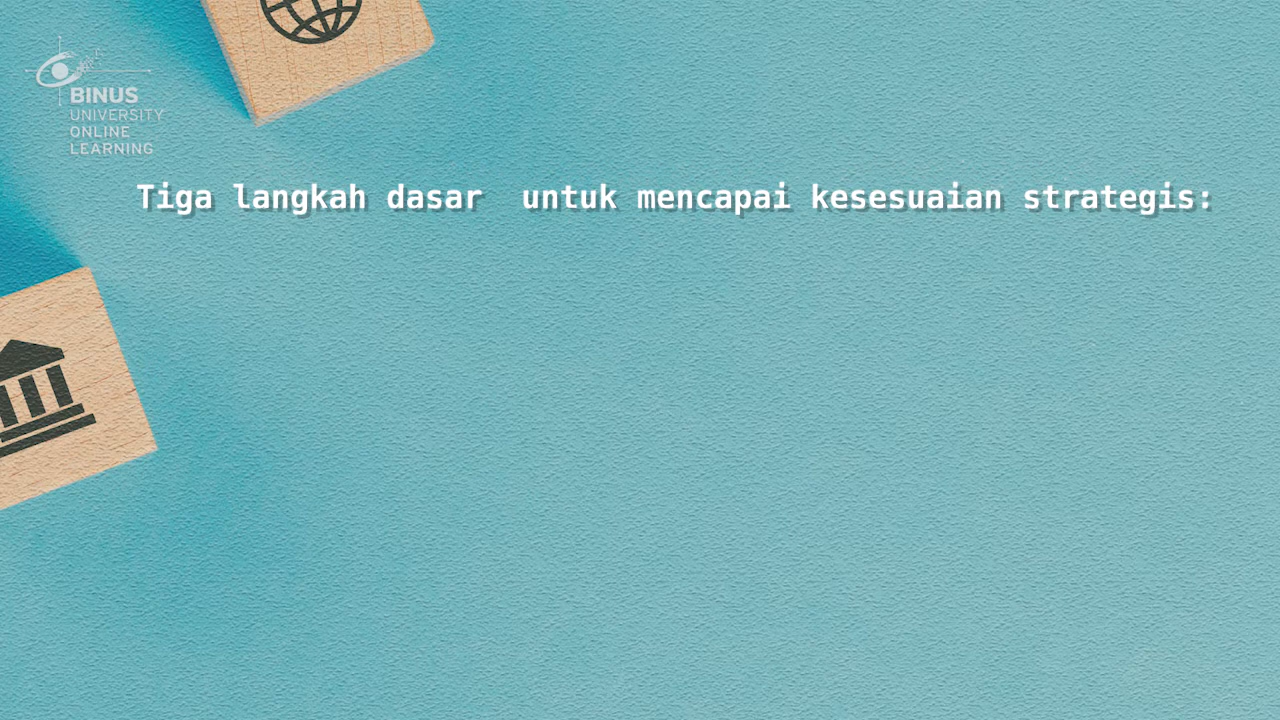 BINUS
UNIVERSITY
ONLINE
LEARNING
Tiga langkah dasar  untuk mencapai kesesuaian strategis: